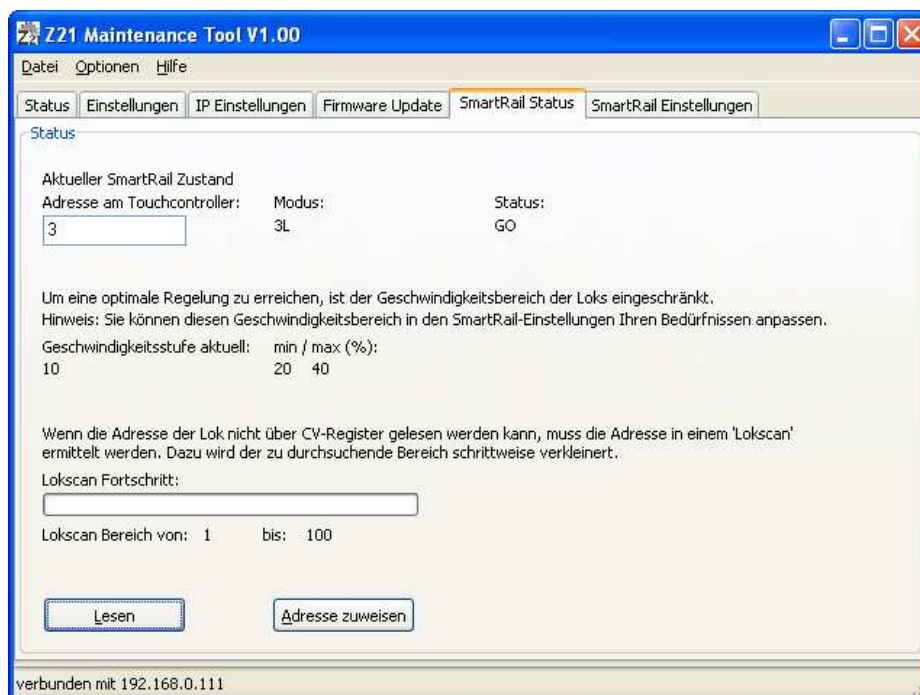 Z21 Maintenance Tool V1.00
Datei Optionen Hilfe
Status Einstellungen IP Einstellungen Firmware Update SmartRail Status SmartRail Einstellungen
Status
Aktueller SmartRail Zustand
Adresse am Touchcontroller: Modus: Status:
3 3L GO
Um eine optimale Regelung zu erreichen, ist der Geschwindigkeitsbereich der Loks eingeschränkt.
Hinweis: Sie können diesen Geschwindigkeitsbereich in den SmartRail-Einstellungen Ihren Bedürfnissen anpassen.
Geschwindigkeitsstufe aktuell: min / max (%):
10 20 40
Wenn die Adresse der Lok nicht über CV-Register gelesen werden kann, muss die Adresse in einem 'Lokscan'
ermittelt werden. Dazu wird der zu durchsuchende Bereich schrittweise verkleinert.
Lokscan Fortschritt:
Lokscan Bereich von: 1 bis: 100
Lesen Adresse zuweisen
verbunden mit 192.168.0.111